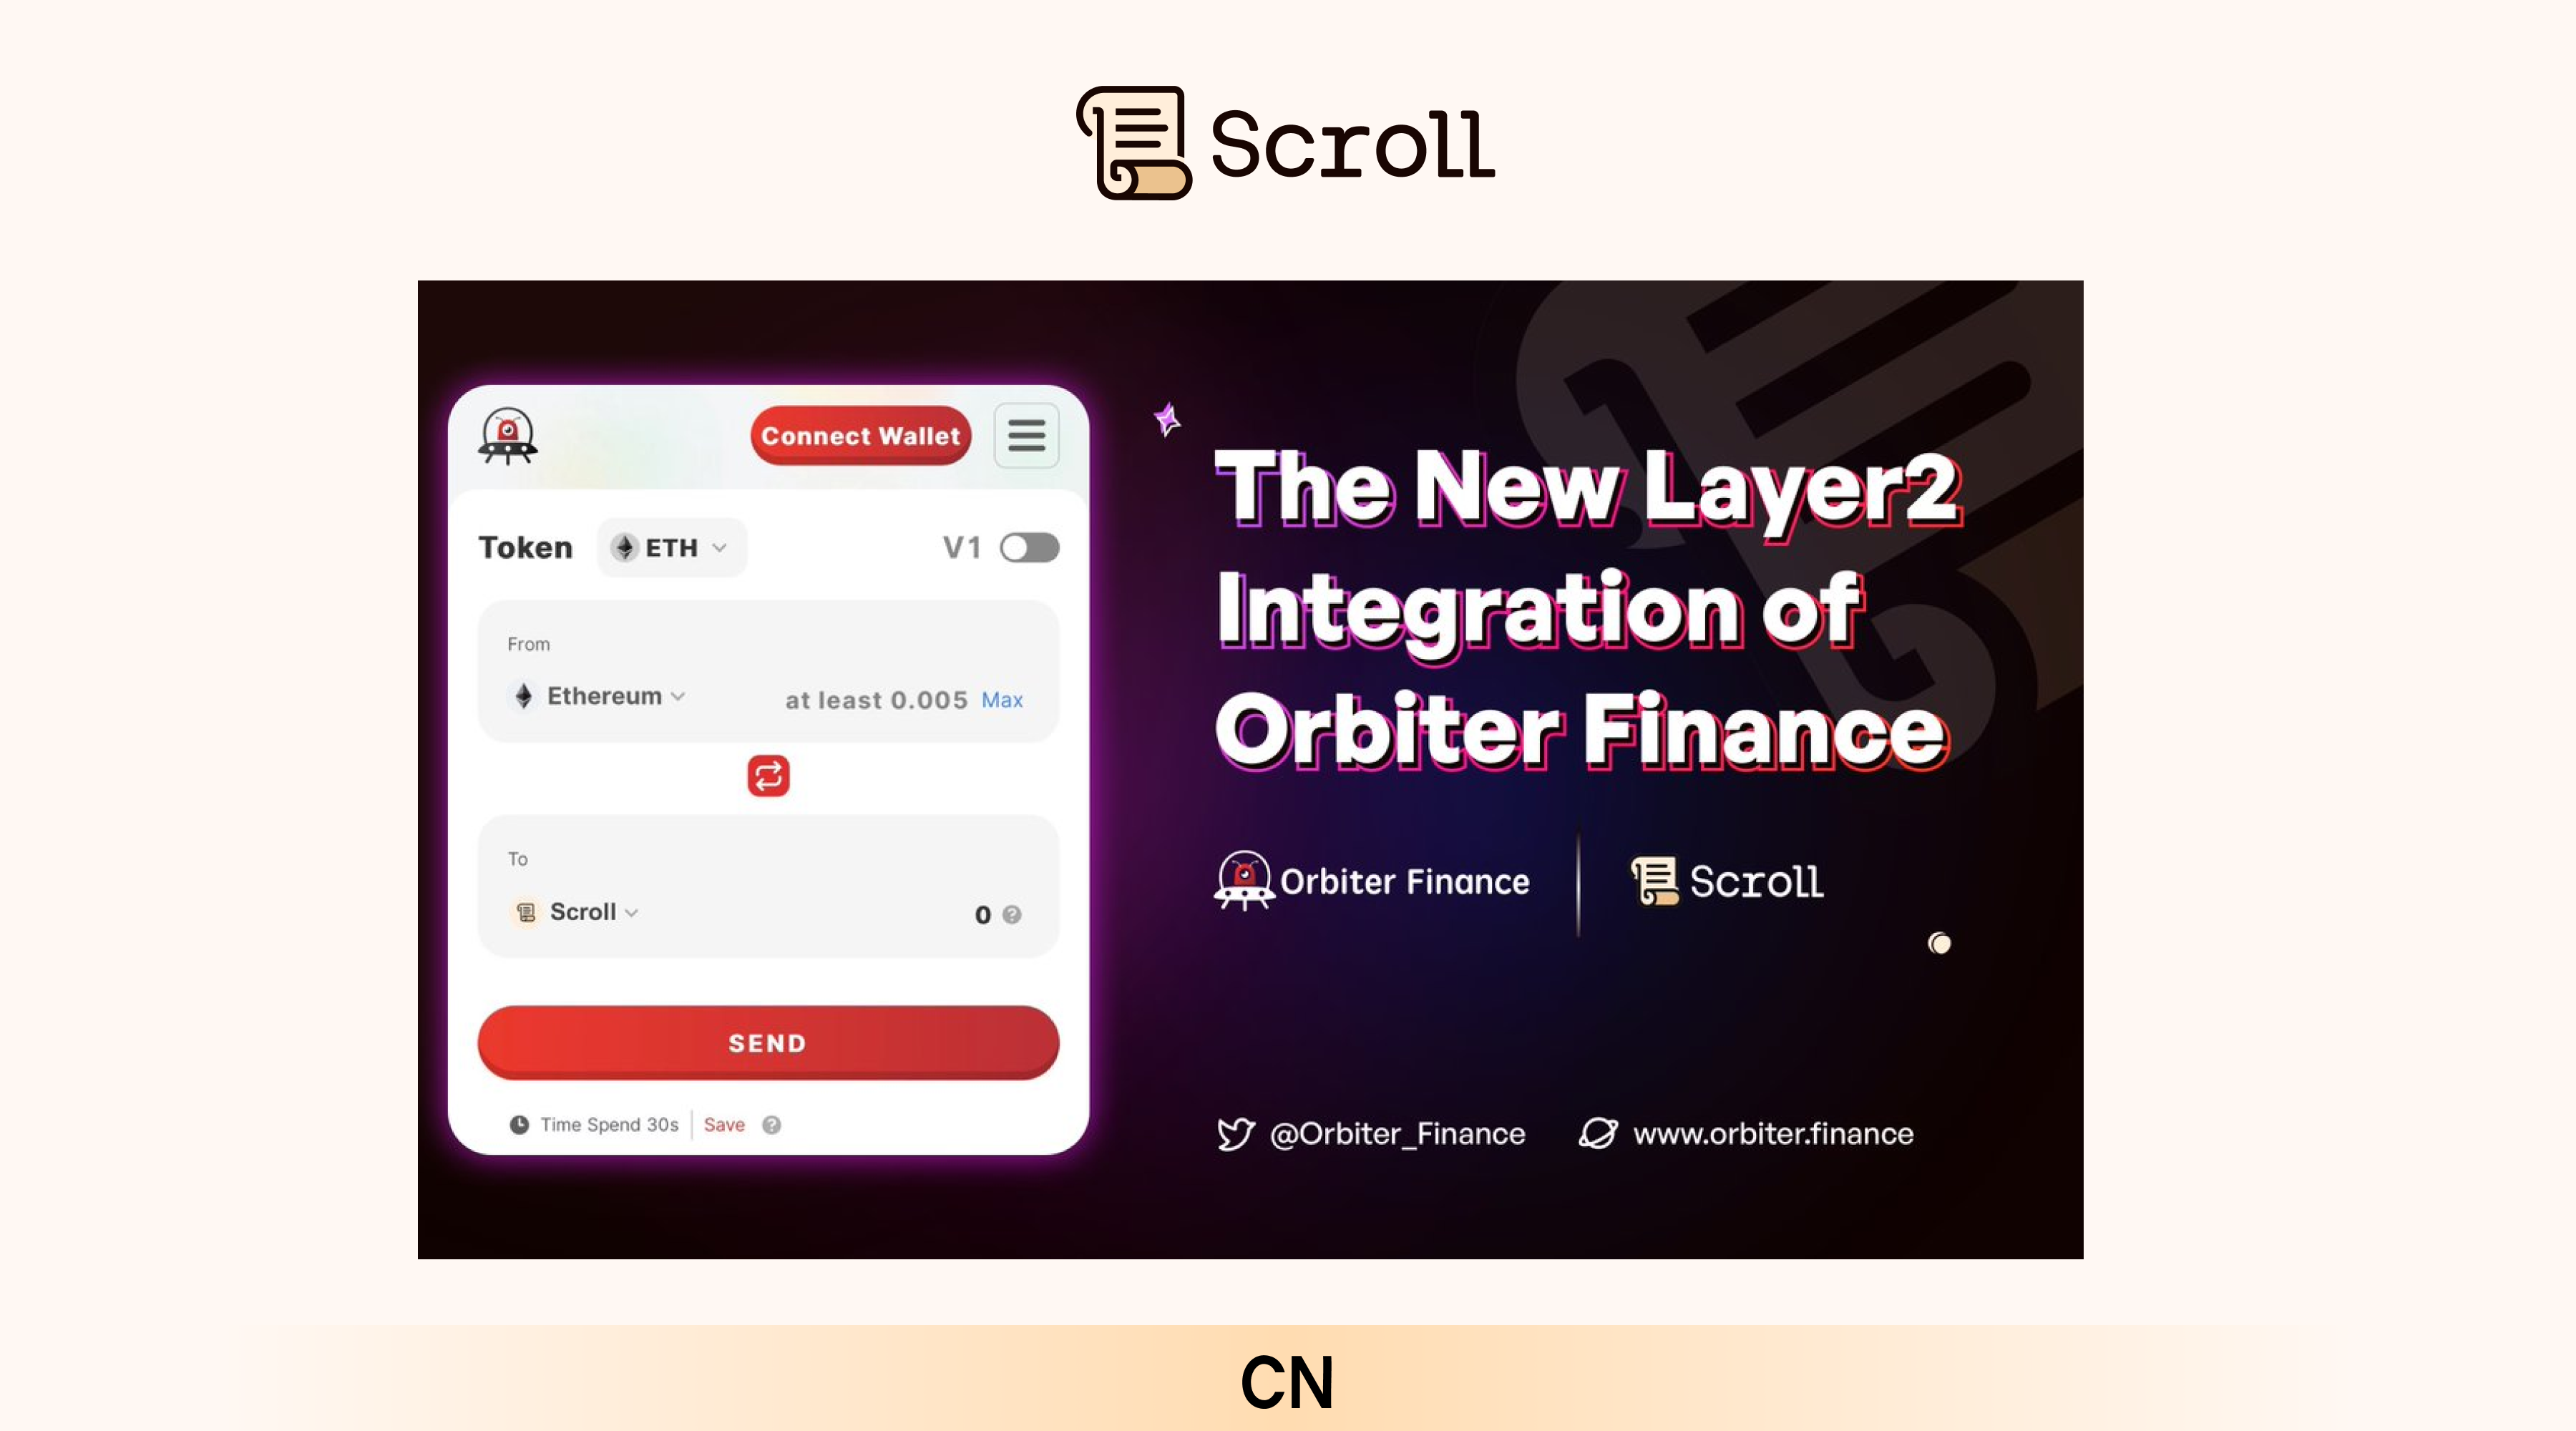 Scroll
Connect Wallet
Token ETH V1
From
Ethereum at least 0.005 Max
To
Scroll 0
SEND
Time Spend 30s Save
The New Layer2
Integration of
Orbiter Finance
Orbiter Finance
Scroll
@Orbiter_Finance www.orbiter.finance
CN